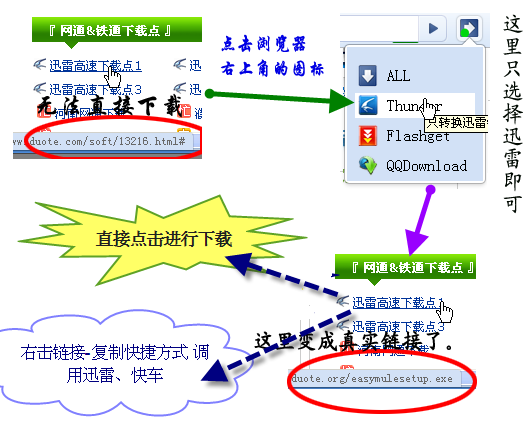 『 网通&铁通下载点 』
迅雷高速下载点1
迅
迅雷高速下载点3
迅
无法直接下载
duote.com/soft/13216.html#
点击浏览器
右上角的图标
ALL
Thunder
只转换迅雷
Flashget
QQDownload
这里只选择迅雷即可
直接点击进行下载
『 网通&铁通下载点 』
迅雷高速下载点1
迅雷高速下载点3
这里变成真实链接了。
duote.org/easymulesetup.exe
右击链接-复制快捷方式 调
用迅雷、快车